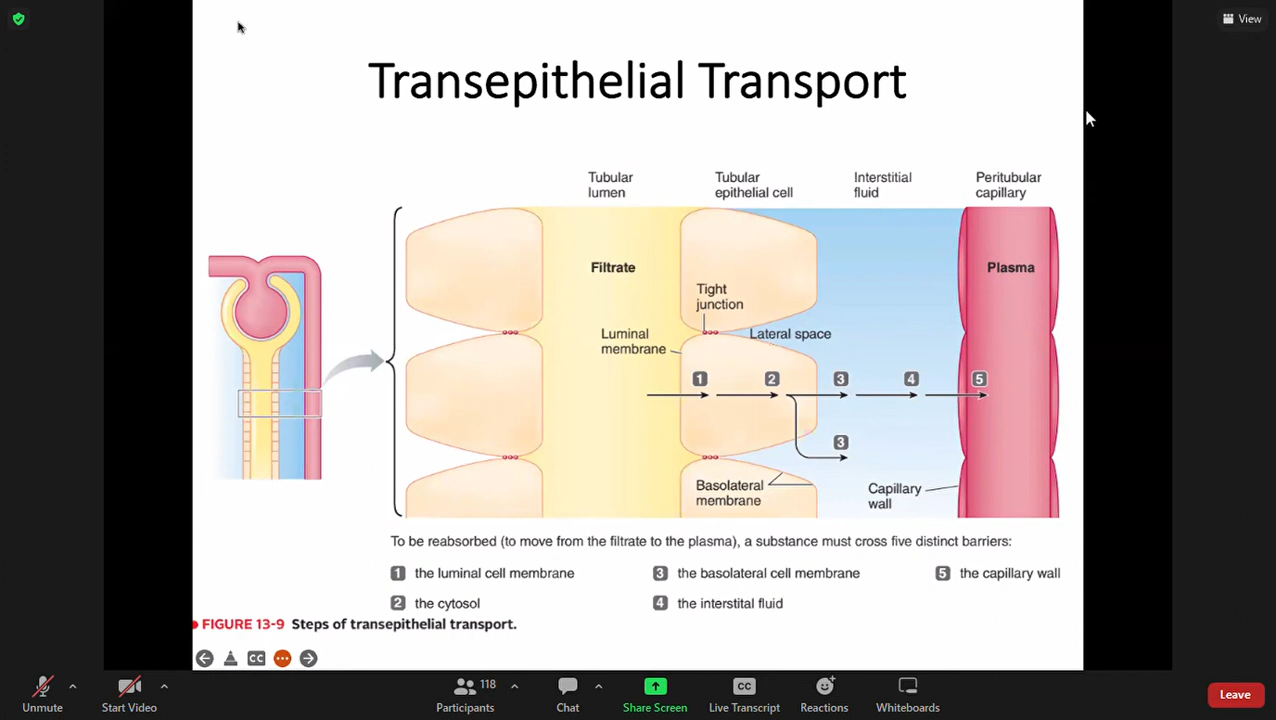 View
Transepithelial Transport
Tubular
lumen
Tubular
epithelial cell
Interstitial
fluid
Peritubular
capillary
Filtrate
Plasma
Tight
junction
Luminal
membrane
Lateral space
1
2
3
4
5
3
Basolateral
membrane
Capillary
wall
To be reabsorbed (to move from the filtrate to the plasma), a substance must cross five distinct barriers:
1 the luminal cell membrane
3 the basolateral cell membrane
5 the capillary wall
2 the cytosol
4 the interstital fluid
FIGURE 13-9 Steps of transepithelial transport.
CC
Unmute
Start Video
118
Participants
Chat
Share Screen
CC
Live Transcript
Reactions
Whiteboards
Leave